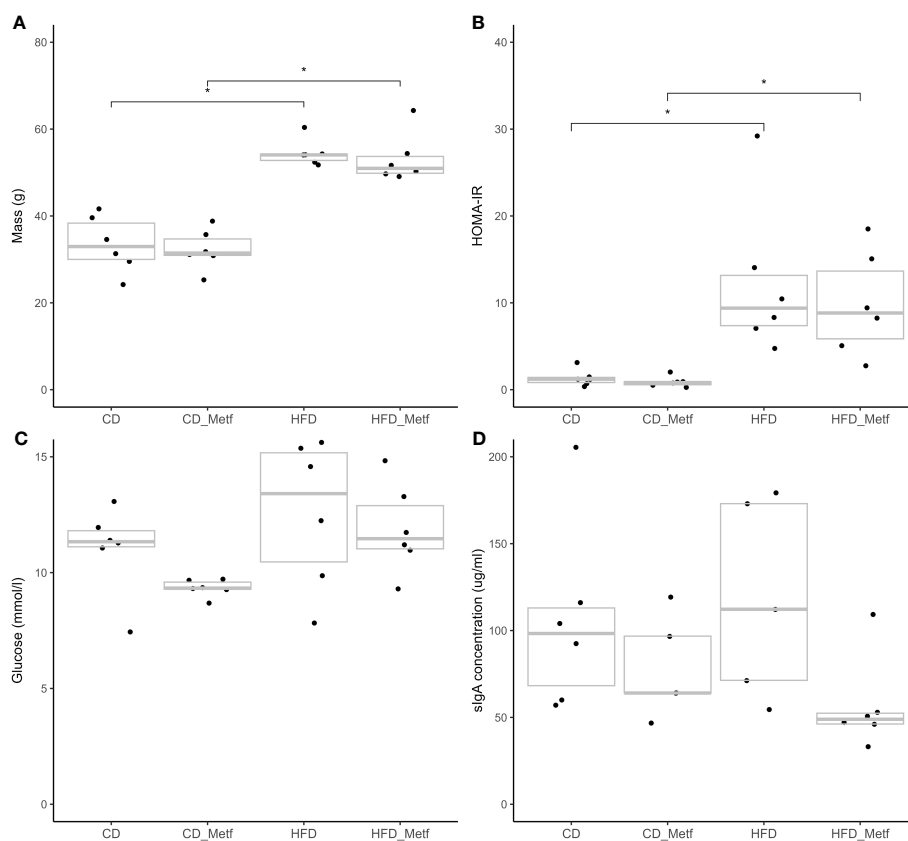 A
Mass (g)
80
60
40
20
0
*
*
CD
CD_Metf
HFD
HFD_Metf
B
HOMA-IR
40
30
20
10
0
*
*
CD
CD_Metf
HFD
HFD_Metf
C
Glucose (mmol/l)
15
10
5
0
CD
CD_Metf
HFD
HFD_Metf
D
sIgA concentration (ug/ml)
200
150
100
50
0
CD
CD_Metf
HFD
HFD_Metf